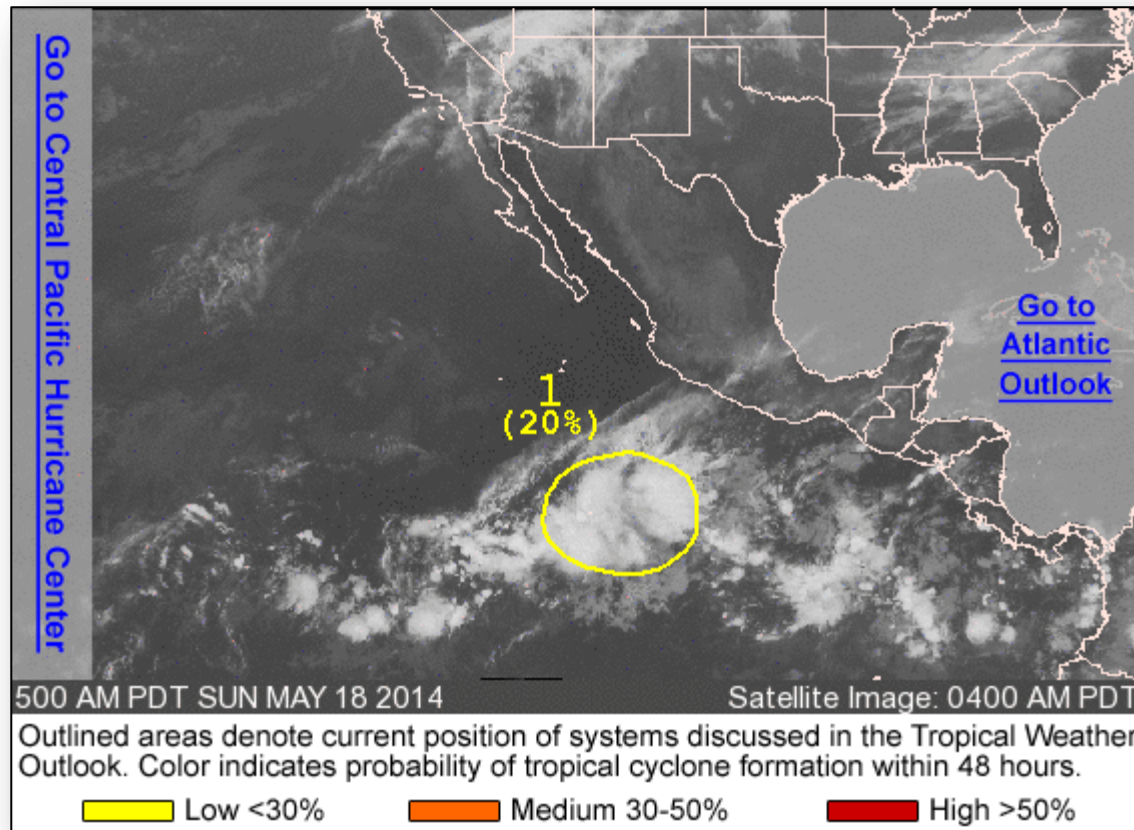 Go to Central Pacific Hurricane Center
Go to
Atlantic
Outlook
1
(20%)
500 AM PDT SUN MAY 18 2014
Satellite Image: 0400 AM PDT
Outlined areas denote current position of systems discussed in the Tropical Weather
Outlook. Color indicates probability of tropical cyclone formation within 48 hours.
Low <30%
Medium 30-50%
High >50%